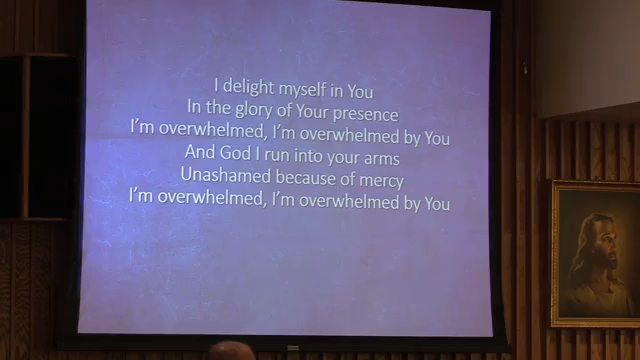 I delight myself in You
In the glory of Your presence
I'm overwhelmed, I'm overwhelmed by You
And God I run into your arms
Unashamed because of mercy
I'm overwhelmed, I'm overwhelmed by You